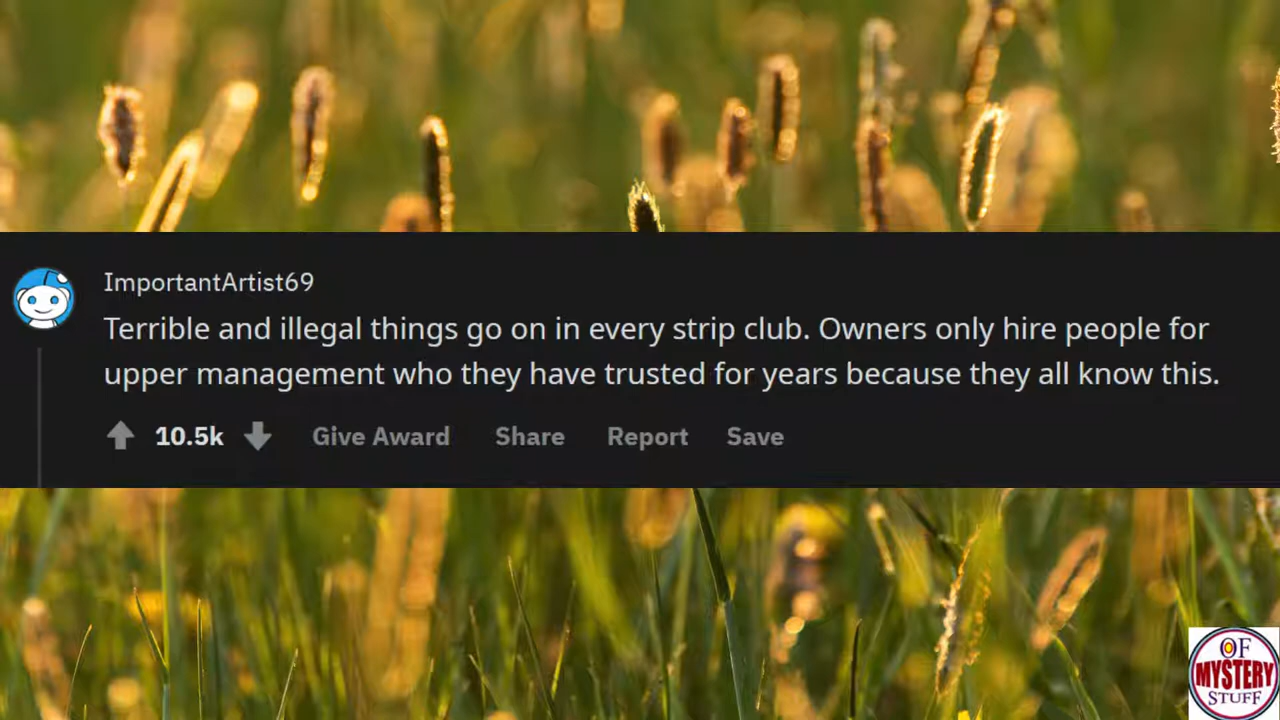 ImportantArtist69
Terrible and illegal things go on in every strip club. Owners only hire people for
upper management who they have trusted for years because they all know this.
10.5k Give Award Share Report Save
OF
MYSTERY
STUFF